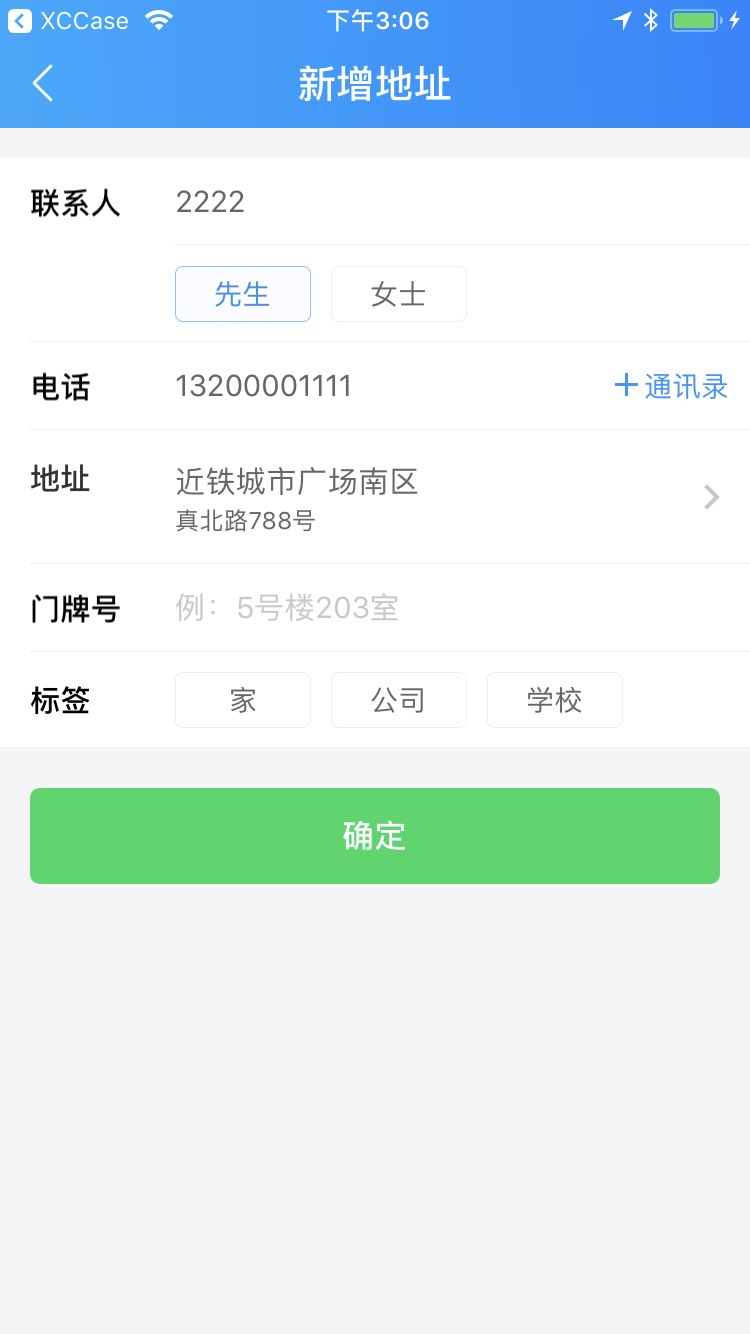 XCCase
下午3:06
新增地址
联系人 2222
先生 女士
电话 13200001111 +通讯录
地址 近铁城市广场南区
真北路788号
门牌号 例：5号楼203室
标签 家 公司 学校
确定